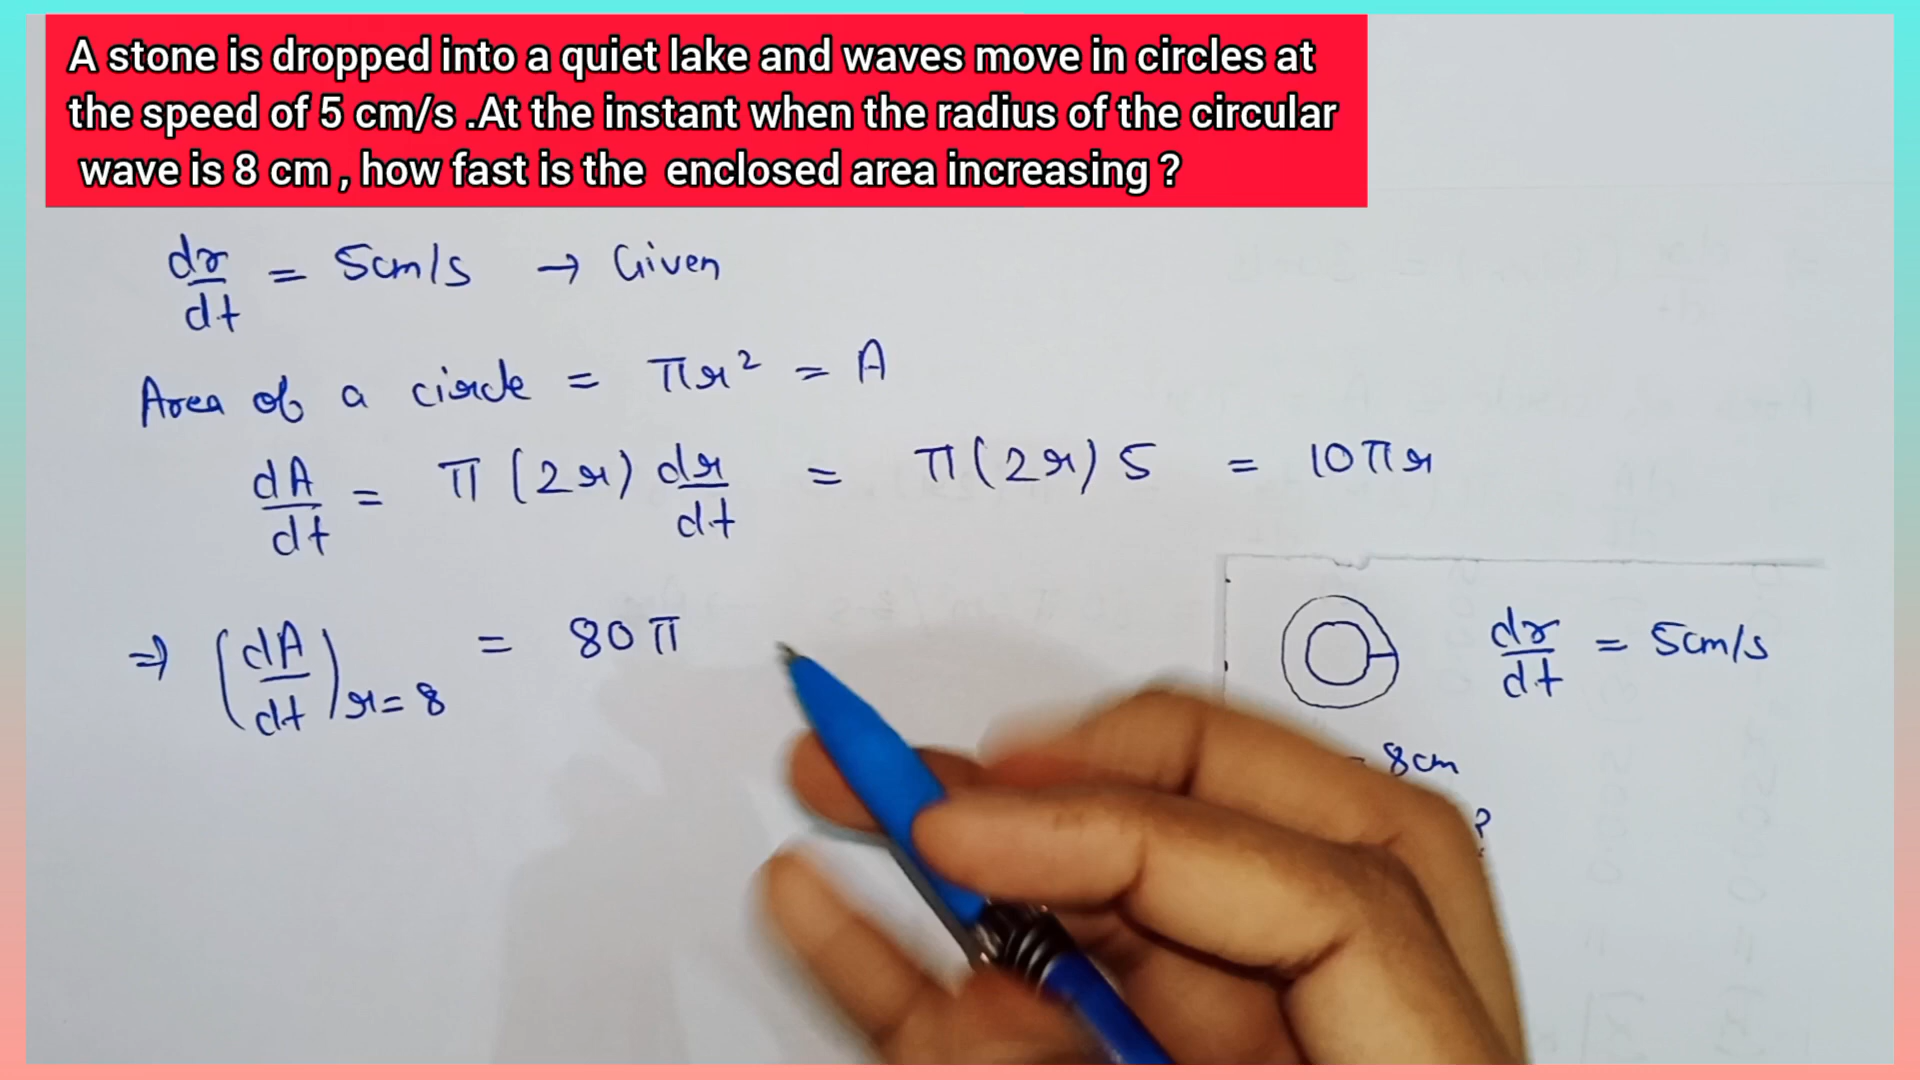 A stone is dropped into a quiet lake and waves move in circles at
the speed of 5 cm/s .At the instant when the radius of the circular
wave is 8 cm , how fast is the enclosed area increasing ?
dr/dt = 5cm/s → Given
Area of a circle = πr² = A
dA/dt = π(2r) dr/dt = π(2r) 5 = 10πr
⇒ (dA/dt)r=8 = 80π
dr/dt = 5cm/s
= 8cm
?